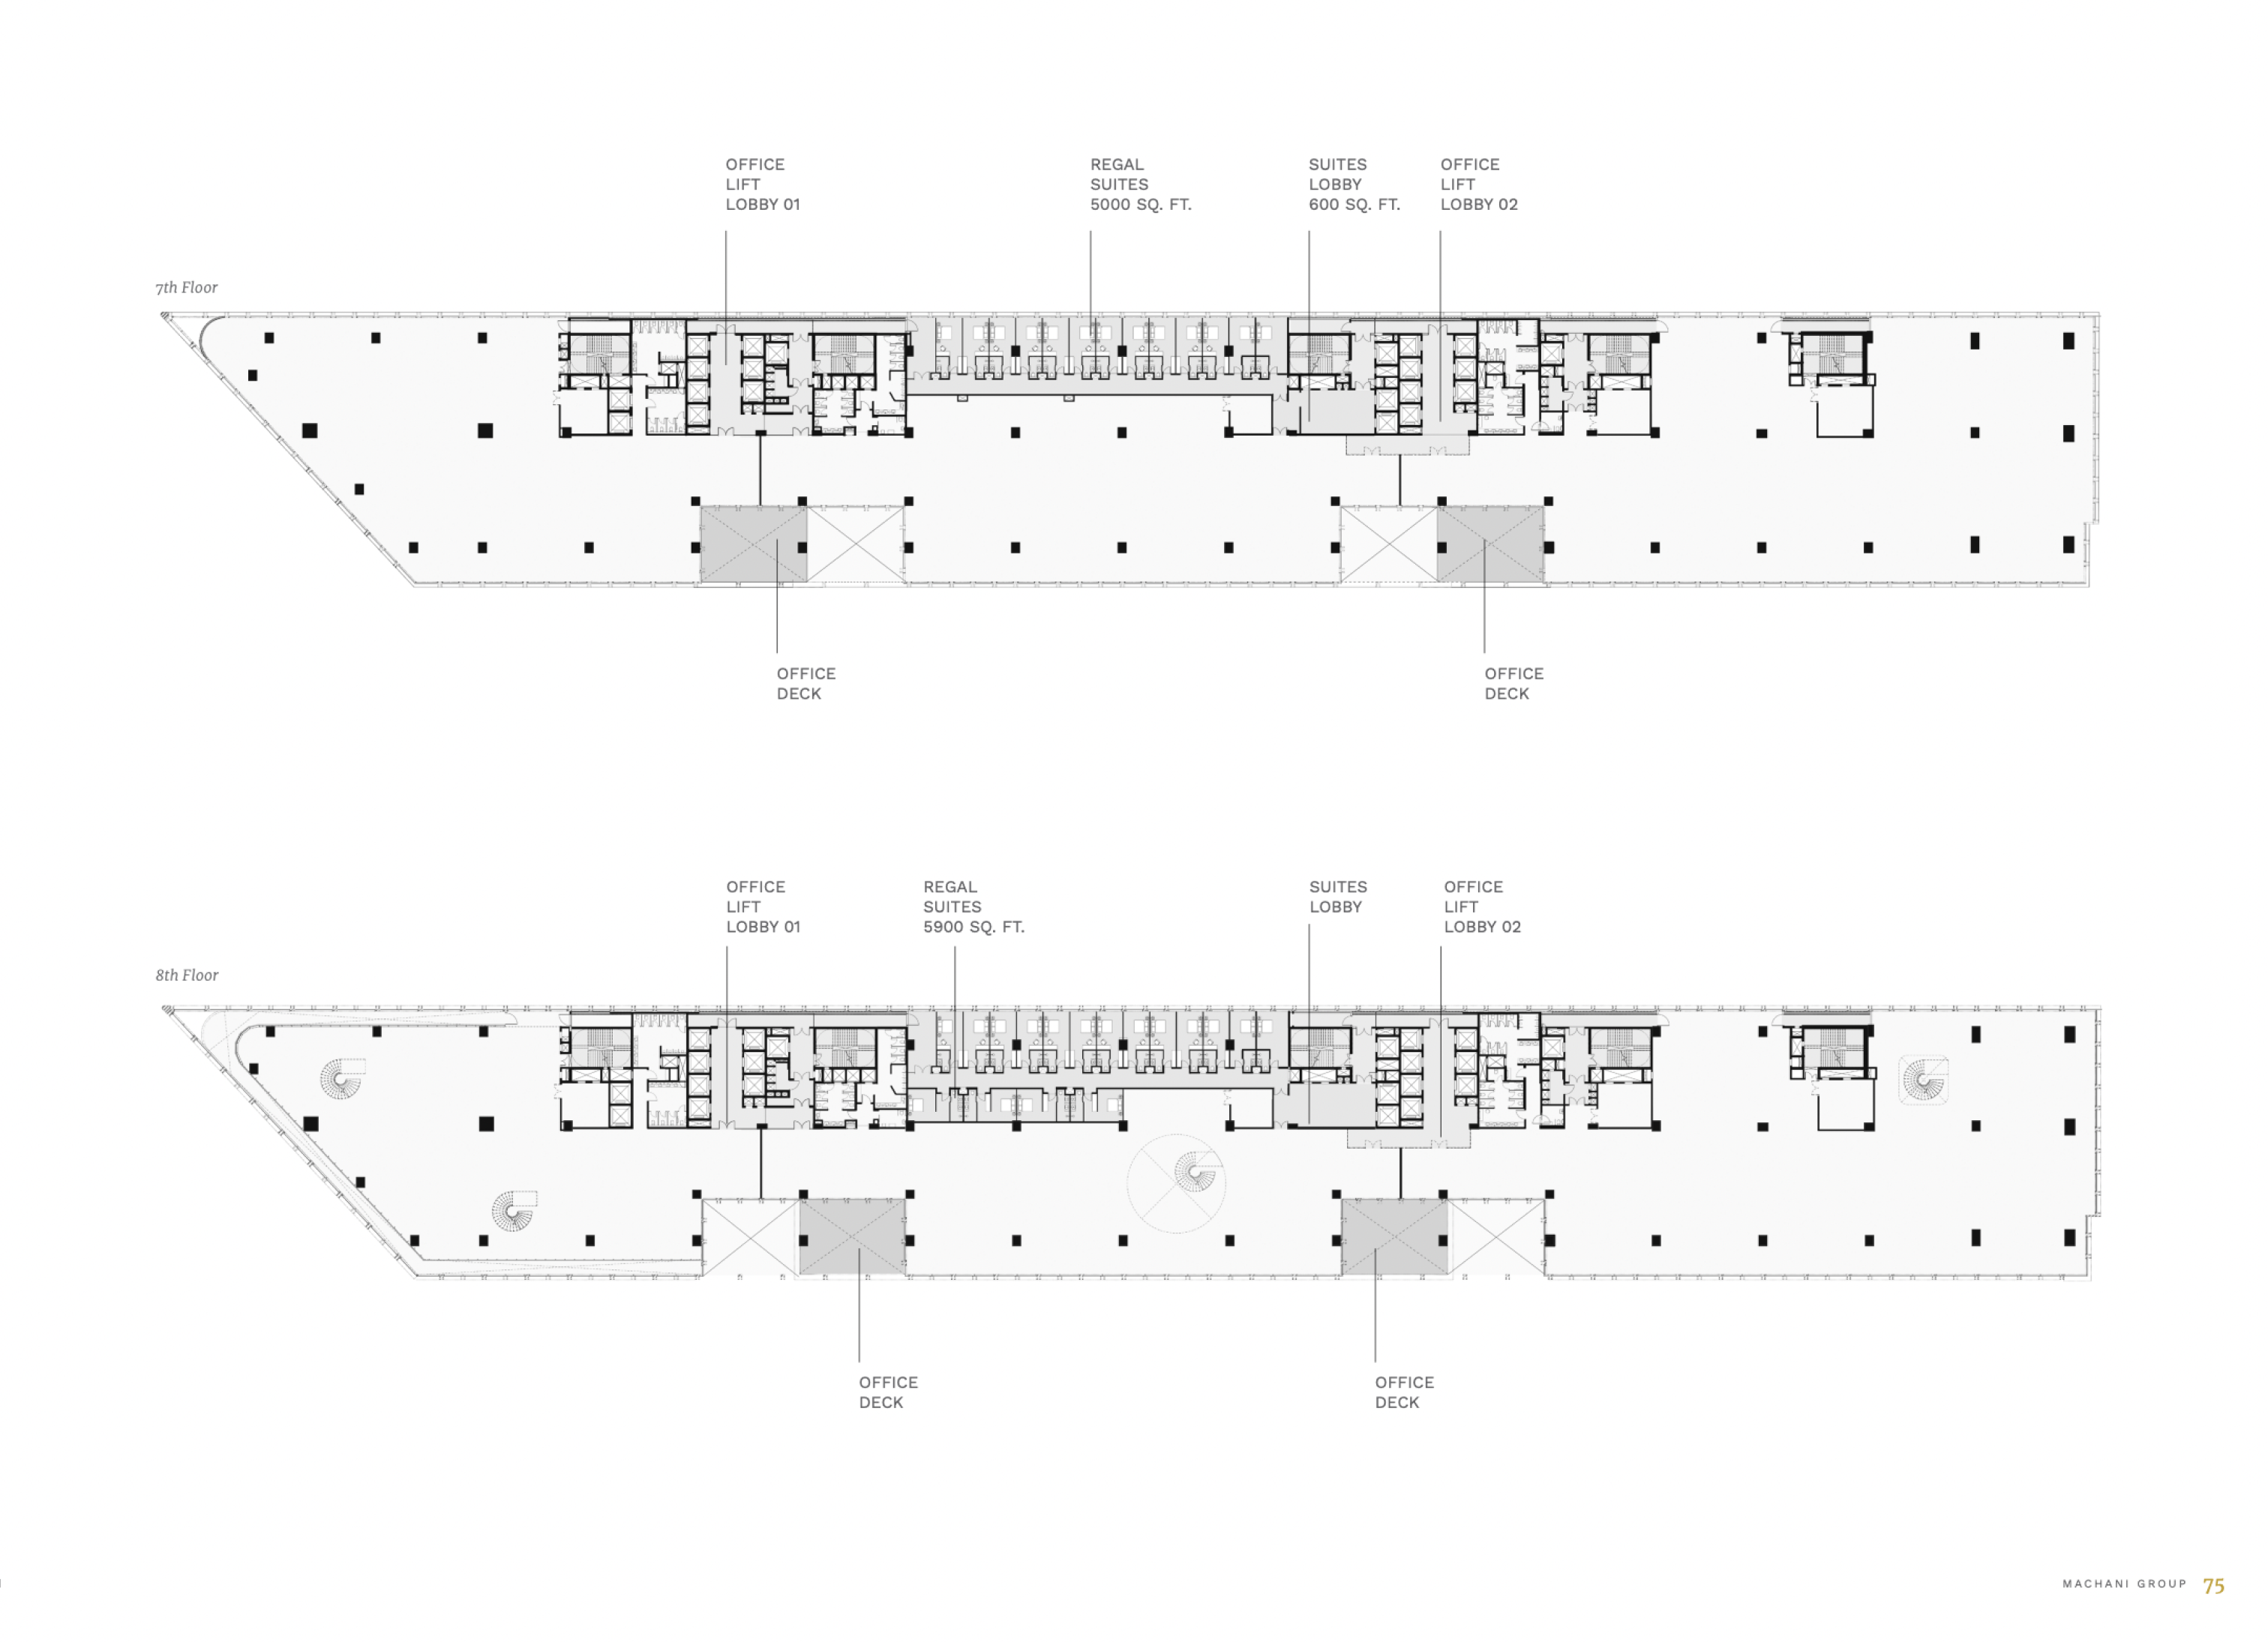 OFFICE
LIFT
LOBBY 01
REGAL
SUITES
5000 SQ. FT.
SUITES
LOBBY
600 SQ. FT.
OFFICE
LIFT
LOBBY 02
7th Floor
OFFICE
DECK
OFFICE
DECK
OFFICE
LIFT
LOBBY 01
REGAL
SUITES
5900 SQ. FT.
SUITES
LOBBY
OFFICE
LIFT
LOBBY 02
8th Floor
OFFICE
DECK
OFFICE
DECK
MACHANI GROUP 75